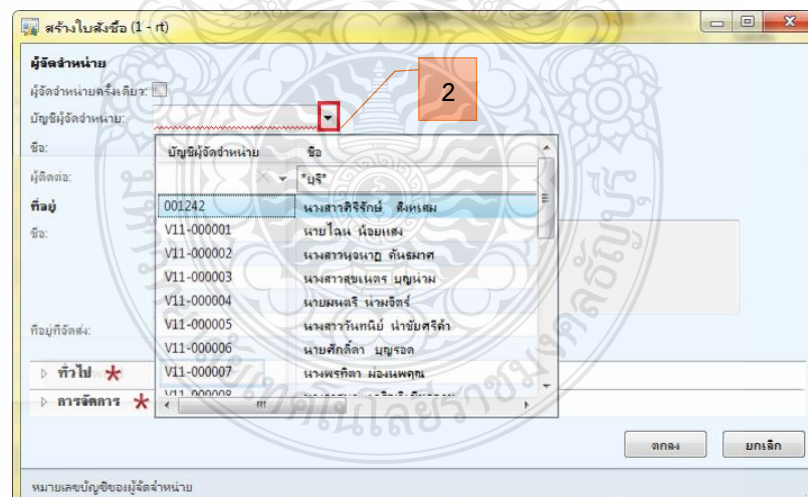 สร้างใบสั่งซื้อ (1 - rt)
ผู้จัดจำหน่าย
ผู้จัดจำหน่ายครั้งเดียว:
2
บัญชีผู้จัดจำหน่าย:
ชื่อ:
บัญชีผู้จัดจำหน่าย ชื่อ
ผู้ติดต่อ:
*บุรี*
ที่อยู่
001242 นางสาวศิริรักษ์ สิงหเสม
ชื่อ:
V11-000001 นายโฉน น้อยแสง
V11-000002 นางสาวนุจนาฏ กันธมาศ
V11-000003 นางสาวสุขเนตร บุญน่วม
V11-000004 นายมนตรี นามจิตร์
V11-000005 นางสาววันทนีย์ นำชัยศรีค้า
V11-000006 นายศักดิ์ดา บุญรอด
ที่อยู่ที่จัดส่ง:
V11-000007 นางพรทิตา ผ่องนพคุณ
ทั่วไป
V11-000008
การจัดการ
ตกลง ยกเลิก
หมายเลขบัญชีของผู้จัดจำหน่าย